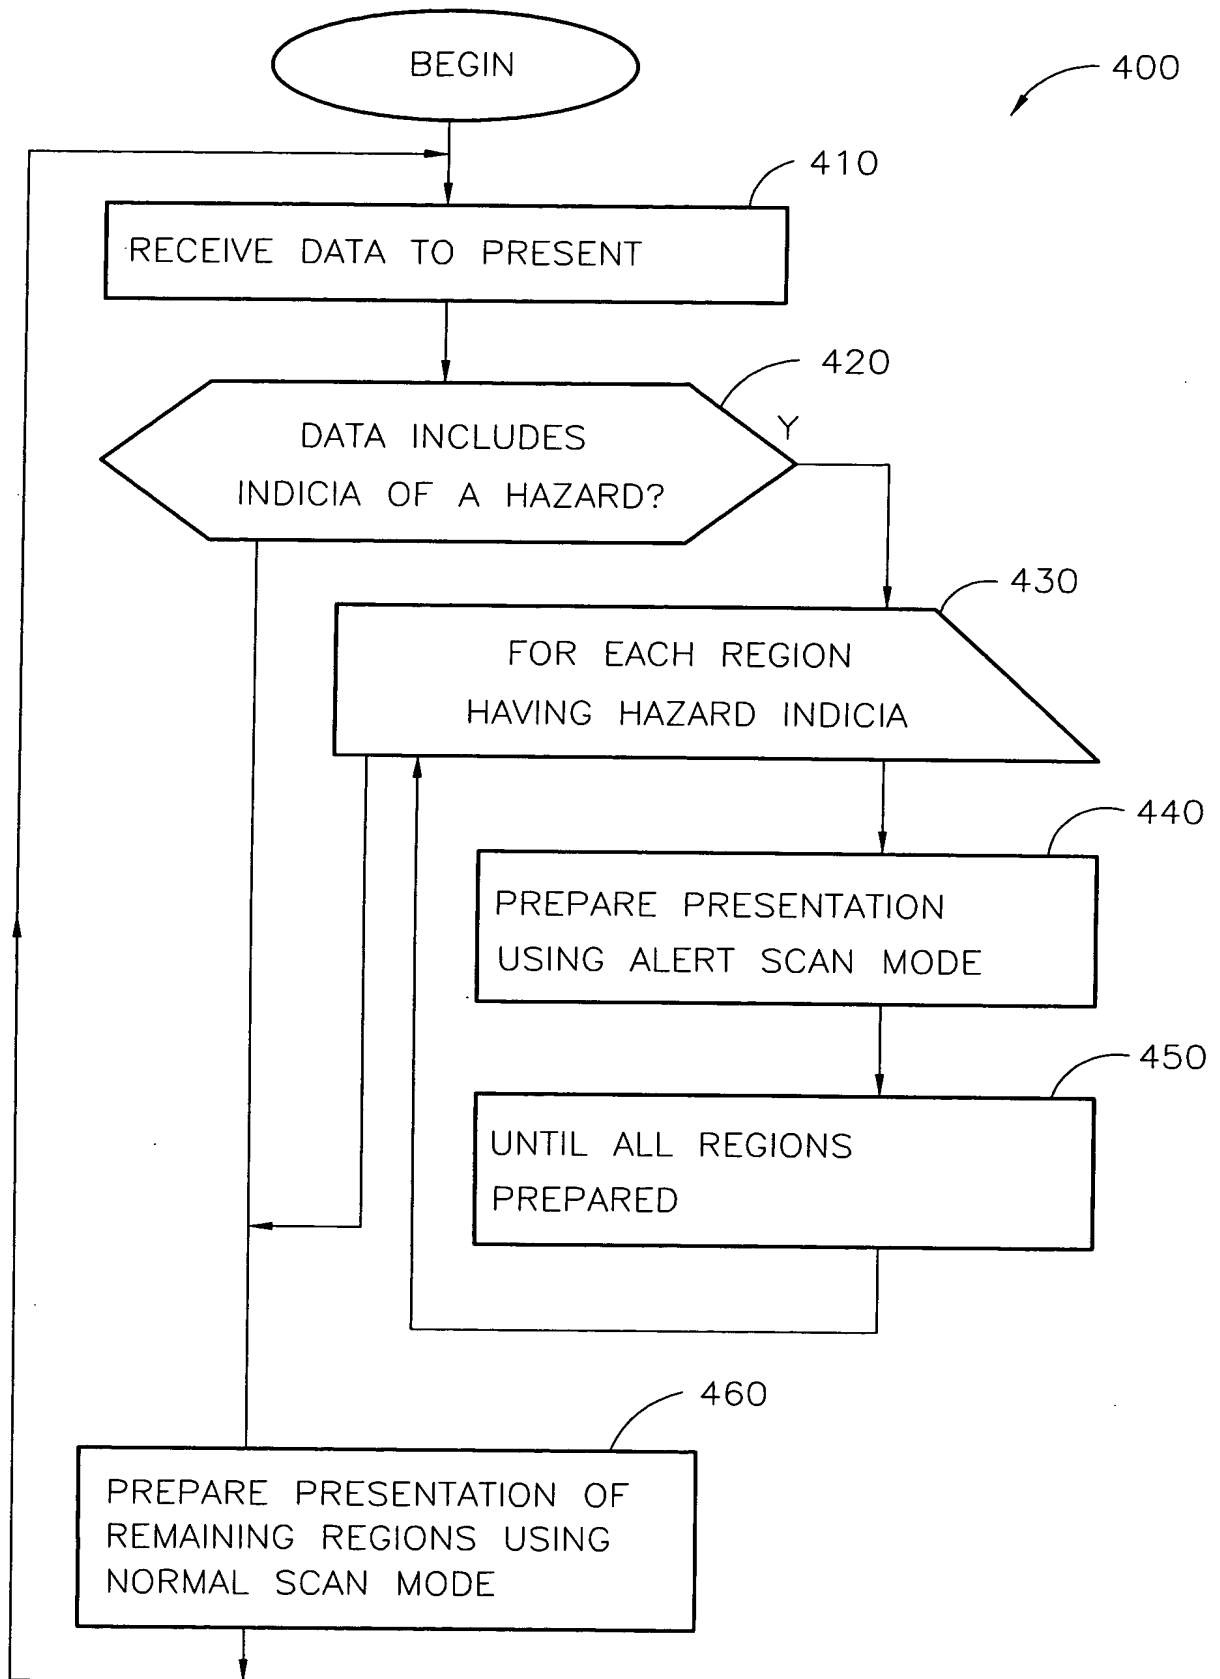 BEGIN
400
410
RECEIVE DATA TO PRESENT
420
Y
DATA INCLUDES
INDICIA OF A HAZARD?
430
FOR EACH REGION
HAVING HAZARD INDICIA
440
PREPARE PRESENTATION
USING ALERT SCAN MODE
450
UNTIL ALL REGIONS
PREPARED
460
PREPARE PRESENTATION OF
REMAINING REGIONS USING
NORMAL SCAN MODE